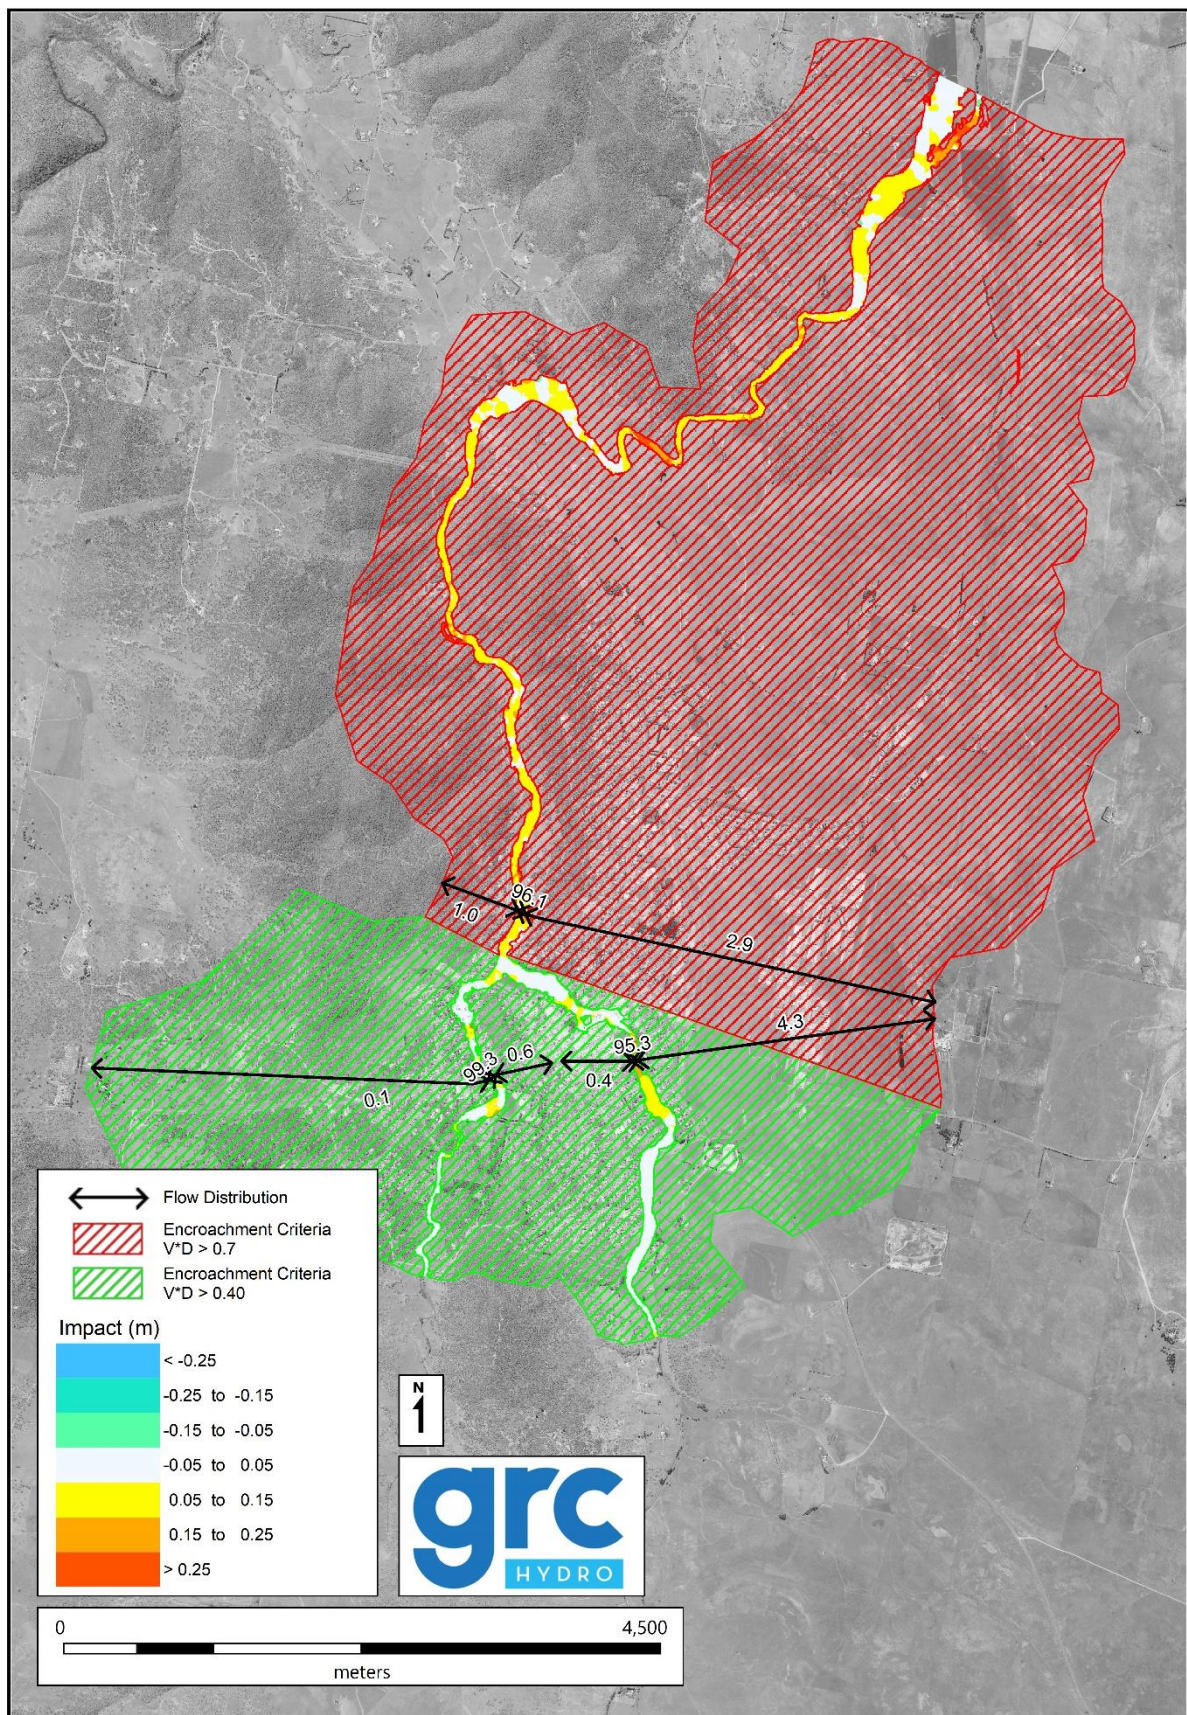 96.1
1.0
2.9
4.3
95.3
99.3
0.6
0.4
0.1
Flow Distribution
Encroachment Criteria
V*D > 0.7
Encroachment Criteria
V*D > 0.40
Impact (m)
< -0.25
-0.25 to -0.15
-0.15 to -0.05
-0.05 to 0.05
0.05 to 0.15
0.15 to 0.25
> 0.25
N
grc
HYDRO
0 4,500
meters